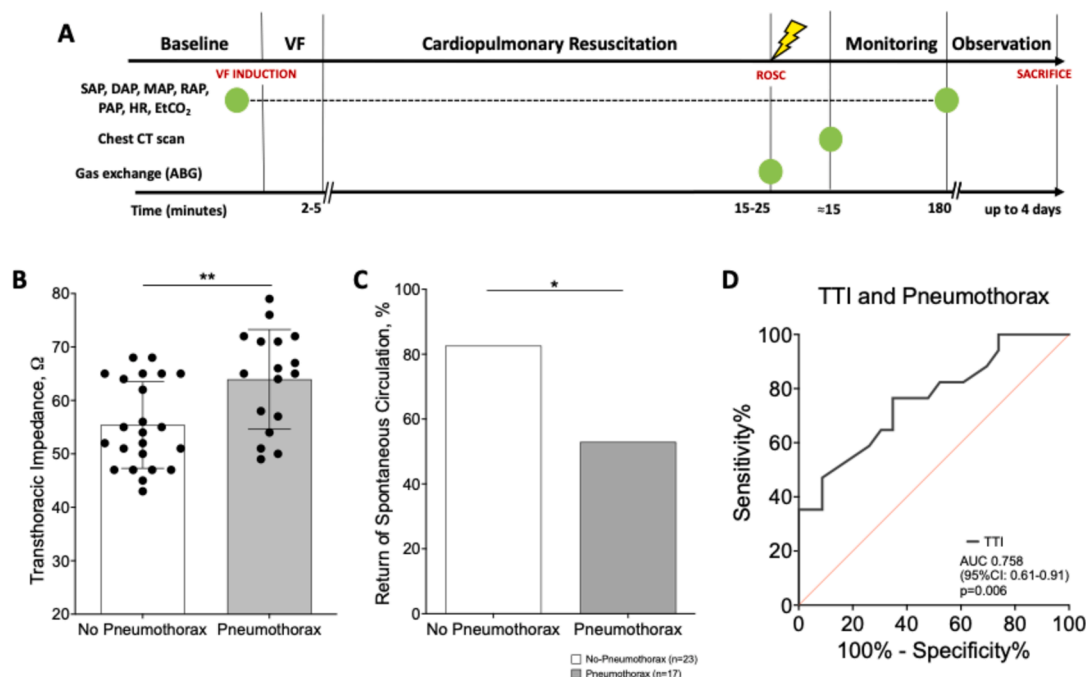 A
Baseline VF Cardiopulmonary Resuscitation Monitoring Observation
VF INDUCTION ROSC SACRIFICE
SAP, DAP, MAP, RAP,
PAP, HR, EtCO₂
Chest CT scan
Gas exchange (ABG)
Time (minutes) 2-5 15-25 ≈15 180 up to 4 days
B
**
Transthoracic Impedance, Ω
80
70
60
50
40
30
20
No Pneumothorax Pneumothorax
C
*
Return of Spontaneous Circulation, %
100
80
60
40
20
0
No Pneumothorax Pneumothorax
No-Pneumothorax (n=23)
Pneumothorax (n=17)
D
TTI and Pneumothorax
Sensitivity%
100
80
60
40
20
0
TTI
AUC 0.758
(95%CI: 0.61-0.91)
p=0.006
0 20 40 60 80 100
100% - Specificity%